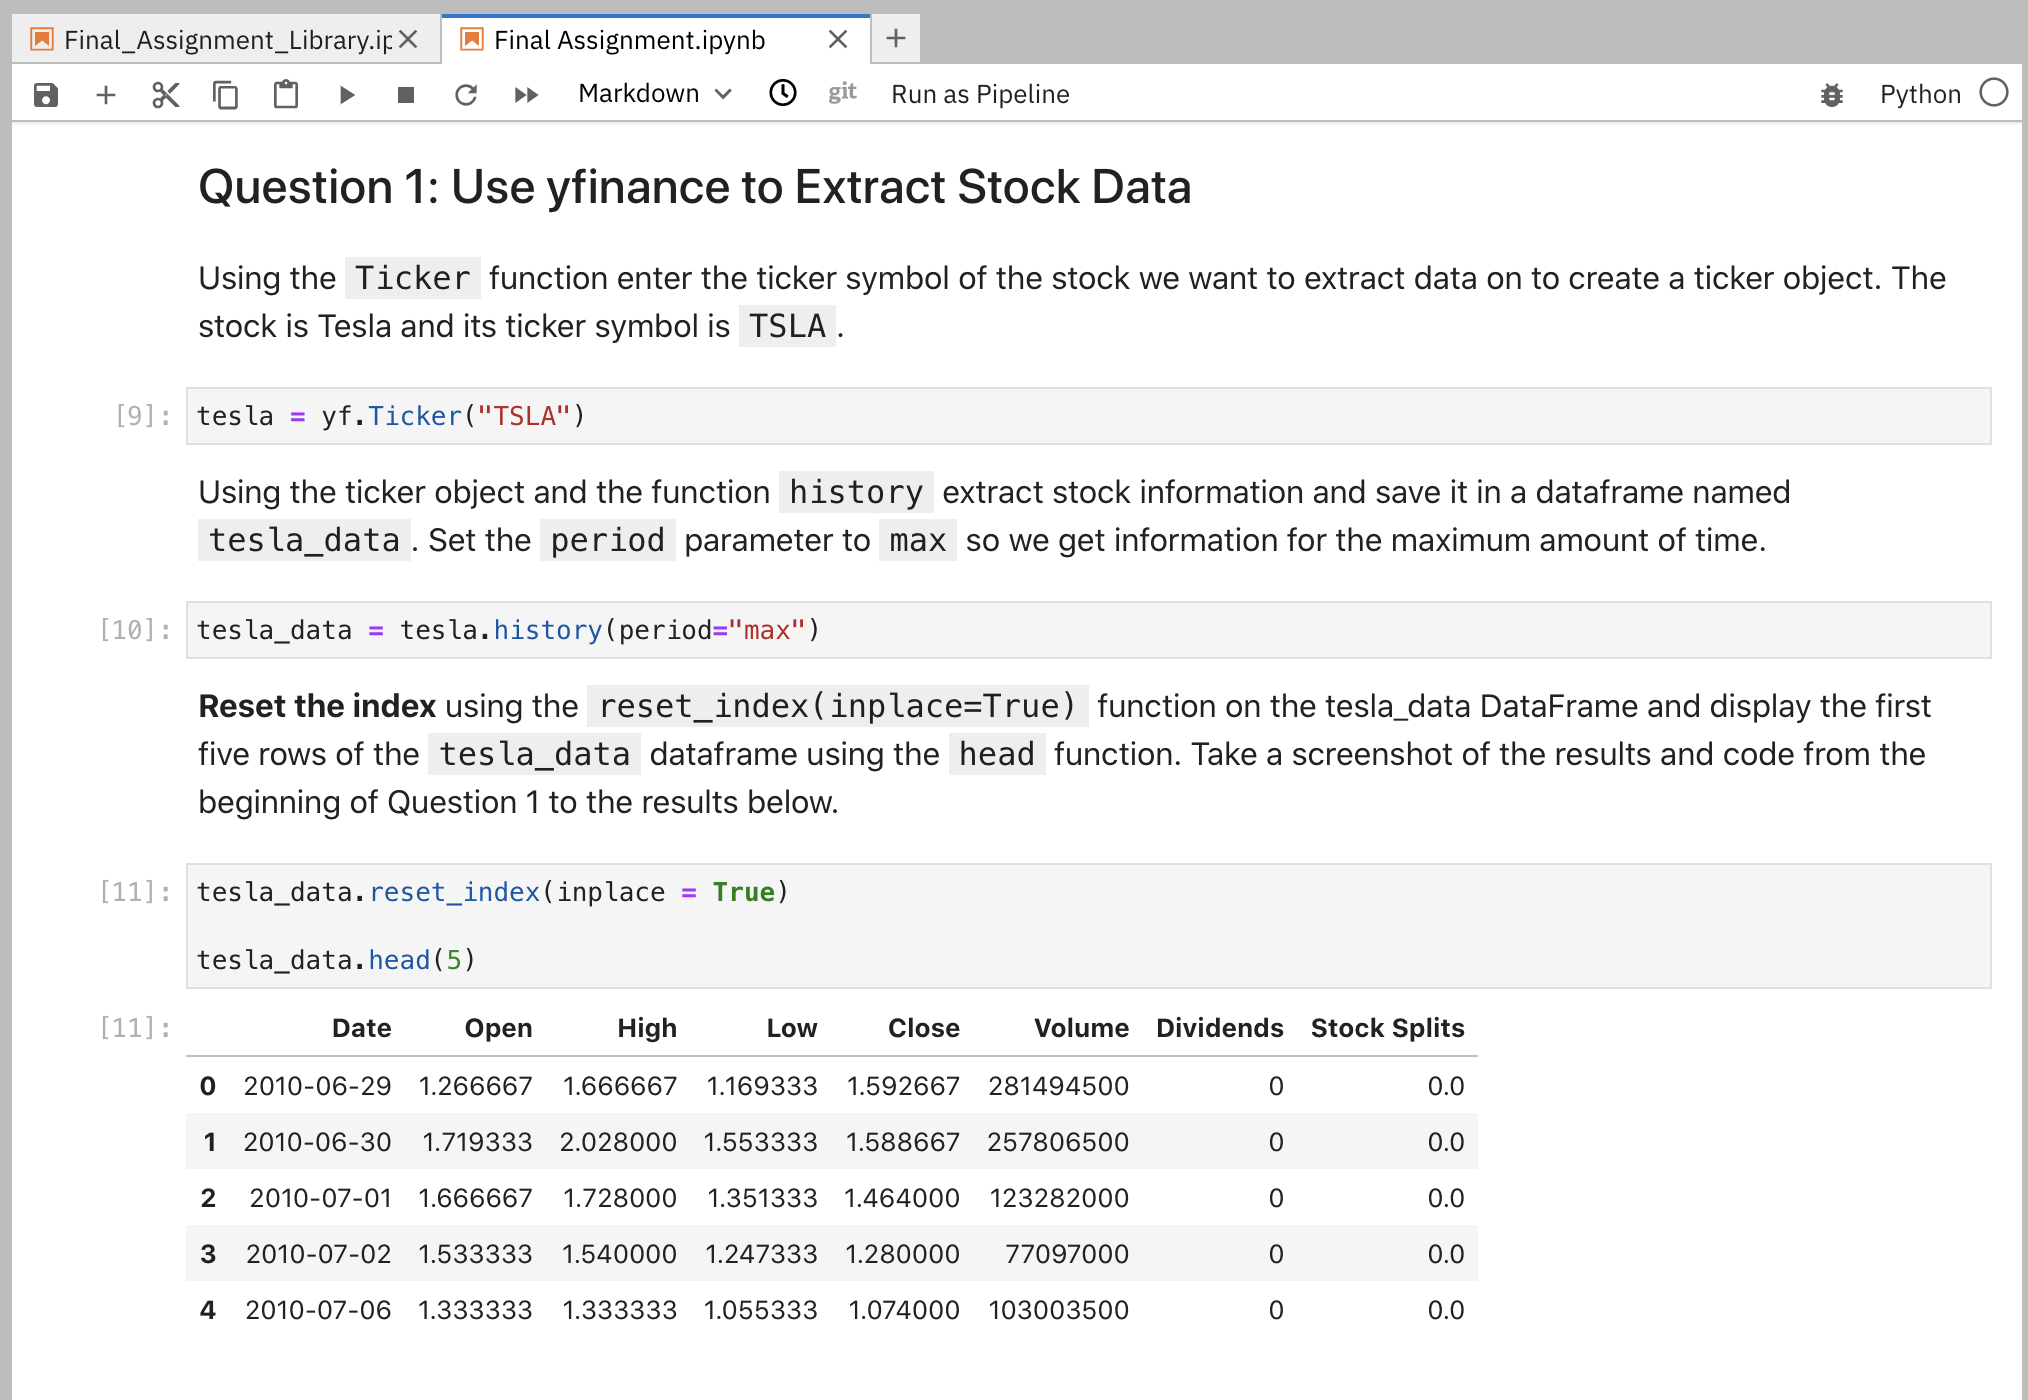 Final_Assignment_Library.ip
Final Assignment.ipynb
Markdown
git
Run as Pipeline
Python
Question 1: Use yfinance to Extract Stock Data
Using the Ticker function enter the ticker symbol of the stock we want to extract data on to create a ticker object. The
stock is Tesla and its ticker symbol is TSLA .
[9]: tesla = yf.Ticker("TSLA")
Using the ticker object and the function history extract stock information and save it in a dataframe named
tesla_data . Set the period parameter to max so we get information for the maximum amount of time.
[10]: tesla_data = tesla.history(period="max")
Reset the index using the reset_index(inplace=True) function on the tesla_data DataFrame and display the first
five rows of the tesla_data dataframe using the head function. Take a screenshot of the results and code from the
beginning of Question 1 to the results below.
[11]: tesla_data.reset_index(inplace = True)
tesla_data.head(5)
[11]: Date Open High Low Close Volume Dividends Stock Splits
0 2010-06-29 1.266667 1.666667 1.169333 1.592667 281494500 0 0.0
1 2010-06-30 1.719333 2.028000 1.553333 1.588667 257806500 0 0.0
2 2010-07-01 1.666667 1.728000 1.351333 1.464000 123282000 0 0.0
3 2010-07-02 1.533333 1.540000 1.247333 1.280000 77097000 0 0.0
4 2010-07-06 1.333333 1.333333 1.055333 1.074000 103003500 0 0.0